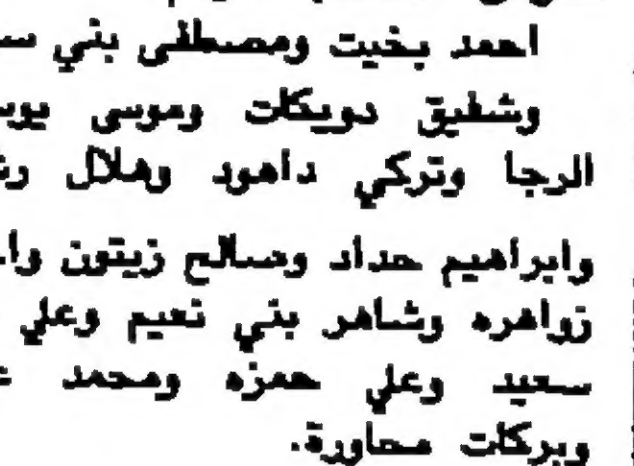 احمد بخيت ومصطفى بني
وشفيق دويكات وموسى
الرجا وتركي داهود وهلال
وابراهيم حداد وصالح زيتون
زواهره وشاهر بني نعيم وعلي
سعيد وعلي حمزه ومحمد
وبركات محاورة.